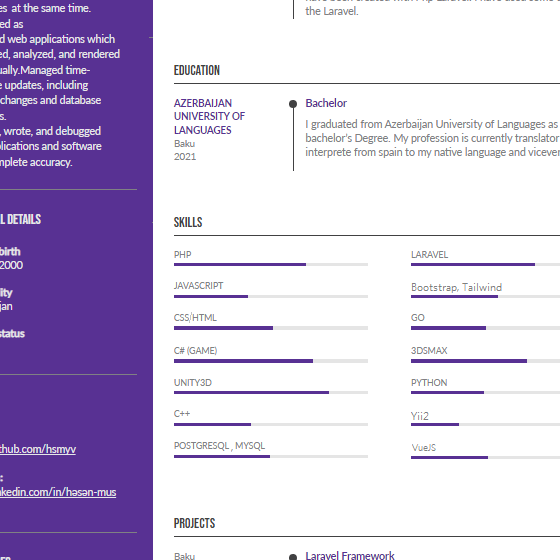 es at the same time.
ed as
d web applications which
ed, analyzed, and rendered
ually.Managed time-
e updates, including
changes and database
s.
, wrote, and debugged
plications and software
mplete accuracy.
L DETAILS
birth
2000
lity
jan
status
thub.com/hsmyv
:
nkedin.com/in/həsən-mus
the Laravel.
EDUCATION
AZERBAIJAN
UNIVERSITY OF
LANGUAGES
Baku
2021
Bachelor
I graduated from Azerbaijan University of Languages as
bachelor's Degree. My profession is currently translator
interprete from spain to my native language and vicever
SKILLS
PHP
LARAVEL
JAVASCRIPT
Bootstrap, Tailwind
CSS/HTML
GO
C# (GAME)
3DSMAX
UNITY3D
PYTHON
C++
Yii2
POSTGRESQL , MYSQL
VueJS
PROJECTS
Baku
Laravel Framework